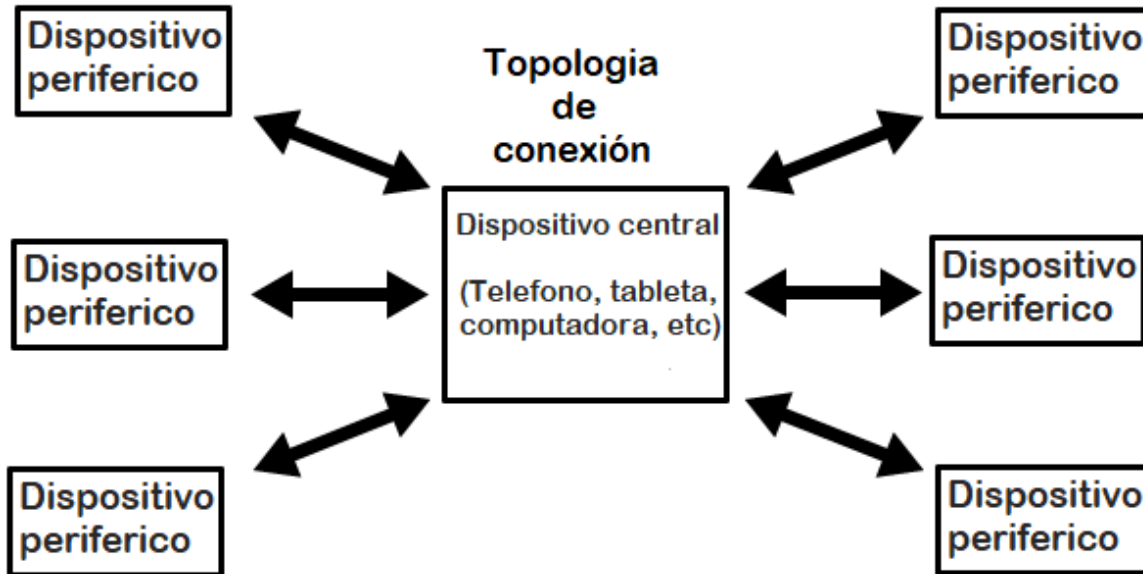 Dispositivo
periferico
Topologia
de
conexión
Dispositivo
periferico
Dispositivo
periferico
Dispositivo central
(Telefono, tableta,
computadora, etc)
Dispositivo
periferico
Dispositivo
periferico
Dispositivo
periferico